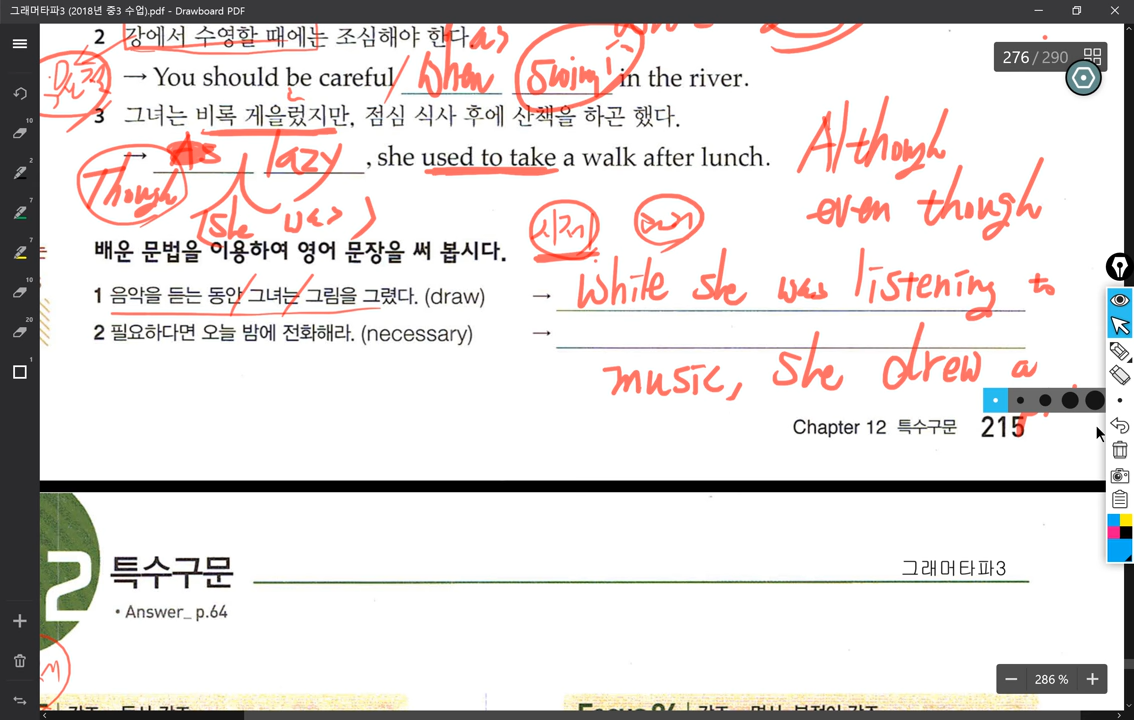 그래머타파3 (2018년 중3 수업).pdf - Drawboard PDF
276 / 290
2 강에서 수영할 때에는 조심해야 한다.
as
→ You should be careful when in the river.
3 그녀는 비록 게을렀지만, 점심 식사 후에 산책을 하곤 했다.
→ As lazy, she used to take a walk after lunch.
Though
(she was)
Although
even though
시제
배운 문법을 이용하여 영어 문장을 써 봅시다.
1 음악을 듣는 동안 그녀는 그림을 그렸다. (draw) → While she was listening to
2 필요하다면 오늘 밤에 전화해라. (necessary) →
music, she drew a
Chapter 12 특수구문 215
2 특수구문
그래머타파3
• Answer_ p.64
286 %